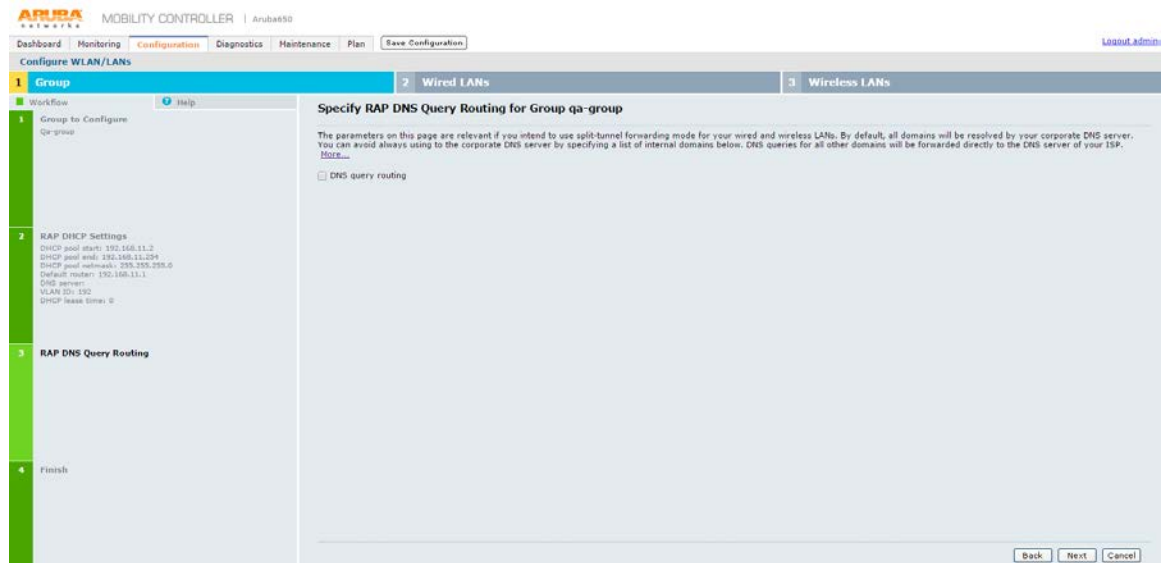 ARUBA networks MOBILITY CONTROLLER | Aruba650
Dashboard Monitoring Configuration Diagnostics Maintenance Plan Save Configuration Logout admin
Configure WLAN/LANs
1 Group 2 Wired LANs 3 Wireless LANs
Workflow ? Help
1 Group to Configure
Qa-group
2 RAP DHCP Settings
DHCP pool start: 192.168.11.2
DHCP pool end: 192.168.11.254
DHCP pool netmask: 255.255.255.0
Default router: 192.168.11.1
DNS server:
VLAN ID: 192
DHCP lease time: 0
3 RAP DNS Query Routing
4 Finish
Specify RAP DNS Query Routing for Group qa-group
The parameters on this page are relevant if you intend to use split-tunnel forwarding mode for your wired and wireless LANs. By default, all domains will be resolved by your corporate DNS server.
You can avoid always using to the corporate DNS server by specifying a list of internal domains below. DNS queries for all other domains will be forwarded directly to the DNS server of your ISP.
More...
DNS query routing
Back Next Cancel